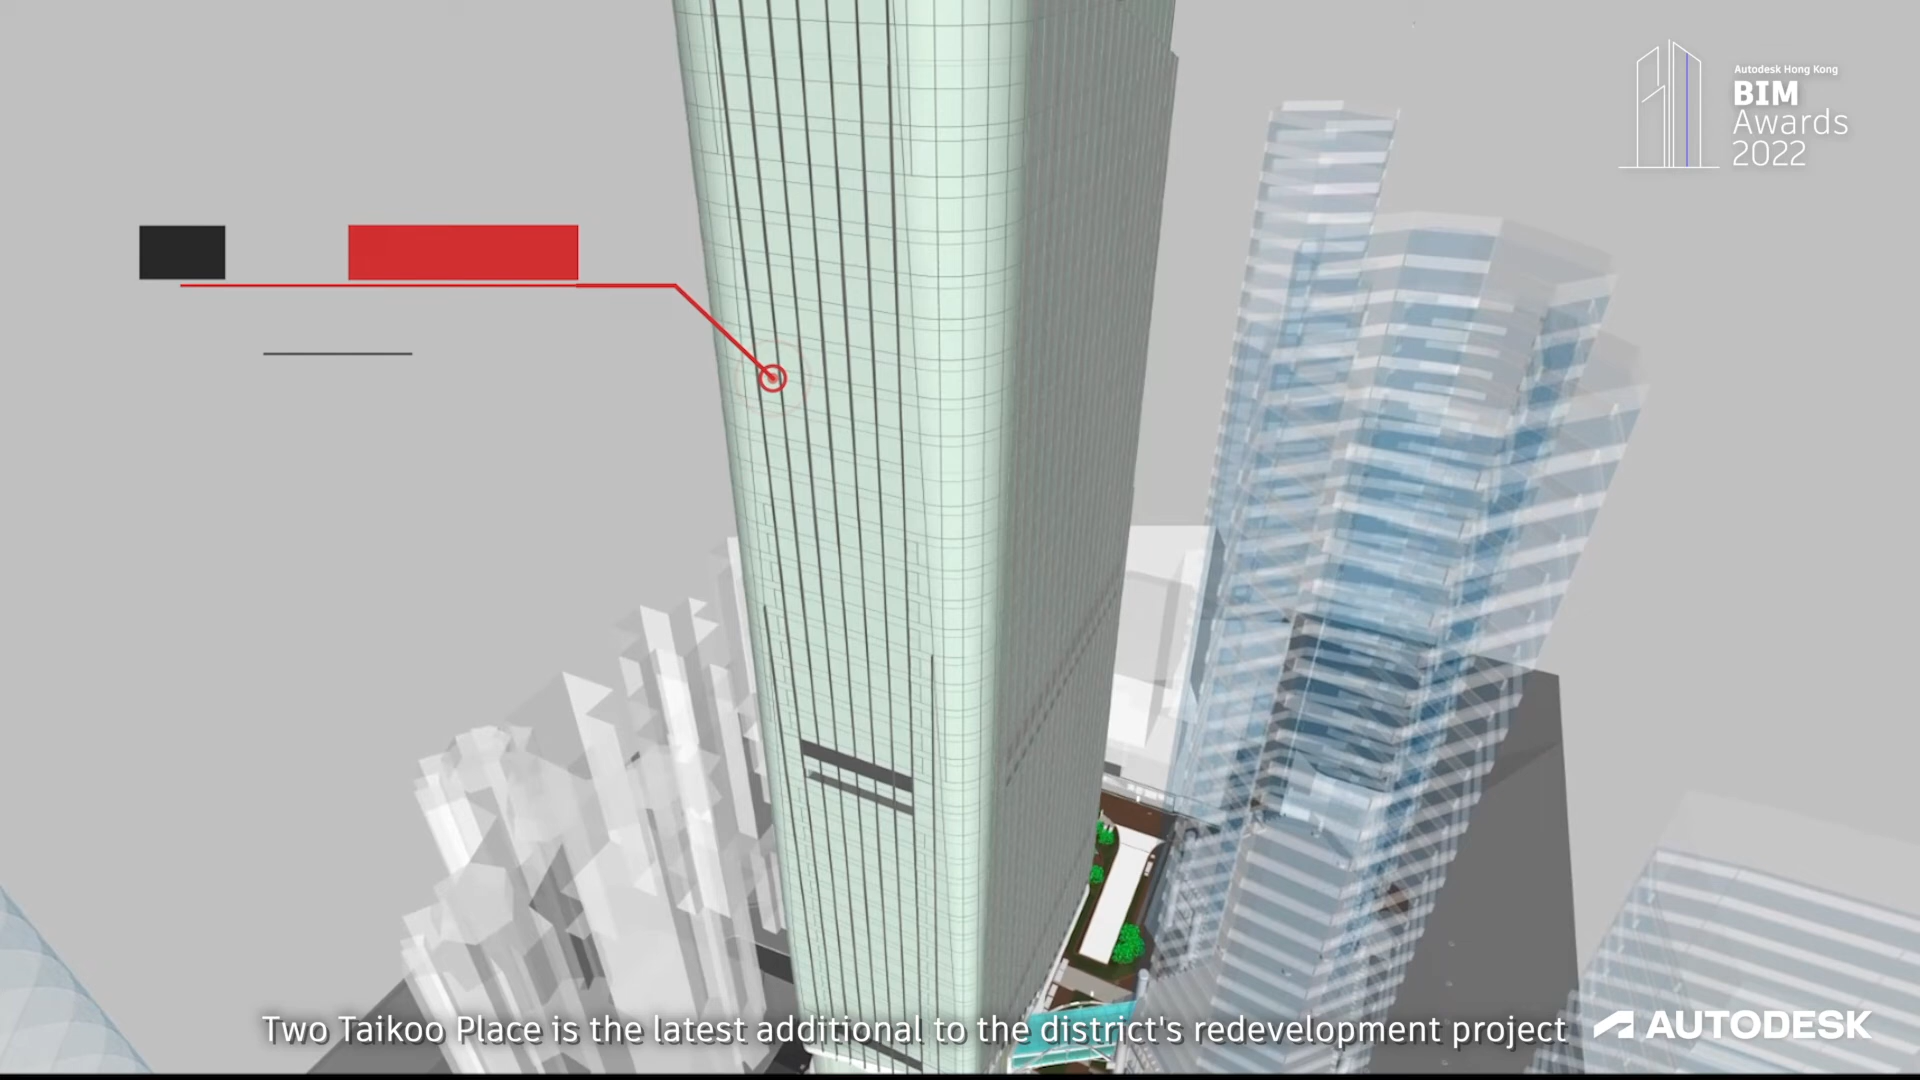 Autodesk Hong Kong
BIM
Awards
2022
Two Taikoo Place is the latest additional to the district's redevelopment project
AUTODESK